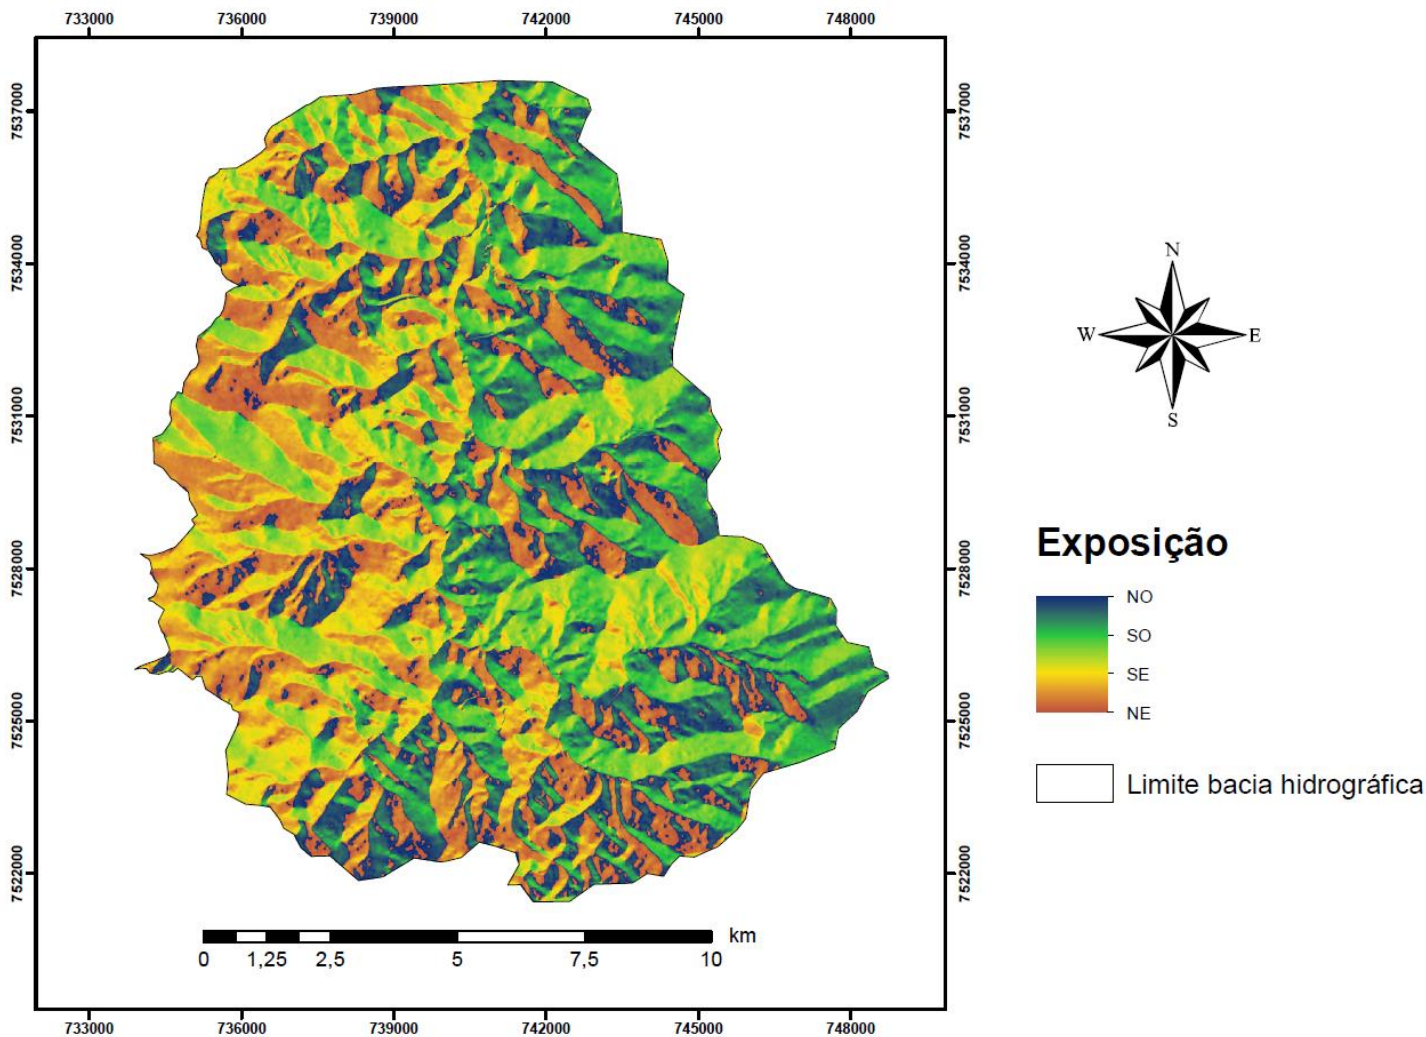 733000 736000 739000 742000 745000 748000
7537000 7537000
7534000 7534000
7531000 7531000
7528000 7528000
7525000 7525000
7522000 7522000
N
W E
S
Exposição
NO
SO
SE
NE
Limite bacia hidrográfica
km
0 1,25 2,5 5 7,5 10
733000 736000 739000 742000 745000 748000